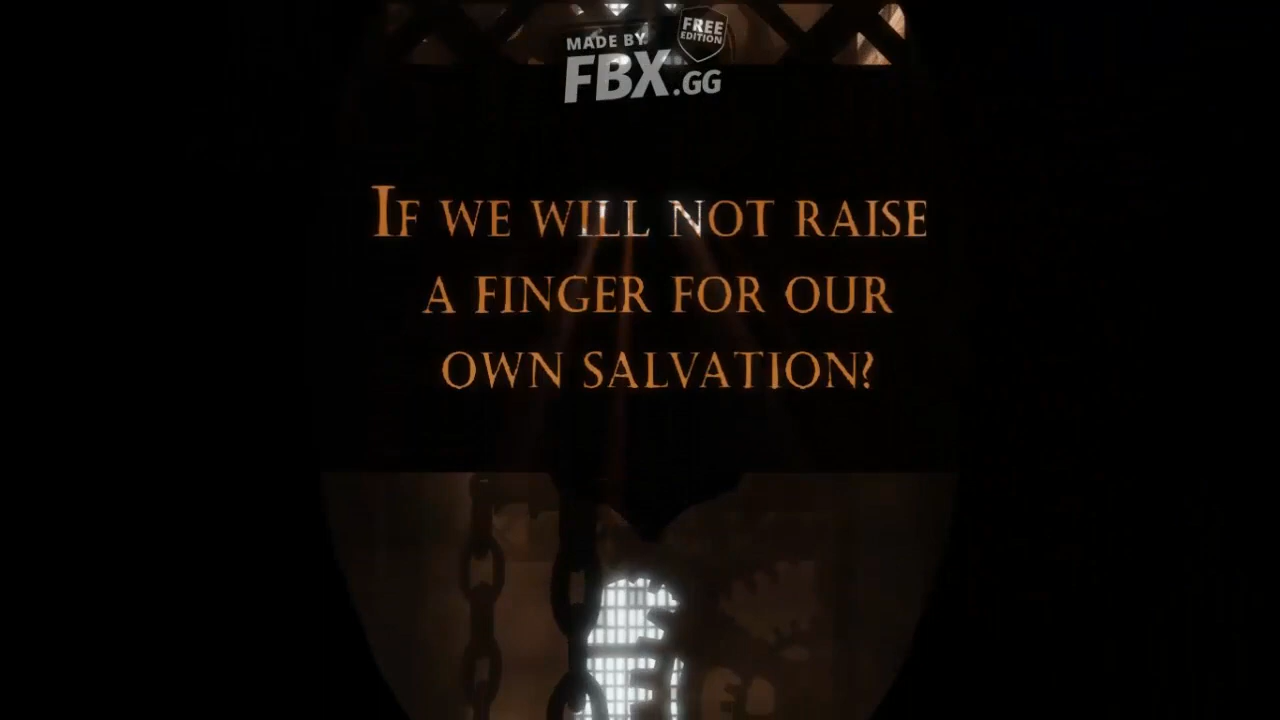 MADE BY
FREE
EDITION
FBX.GG
IF WE WILL NOT RAISE
A FINGER FOR OUR
OWN SALVATION?